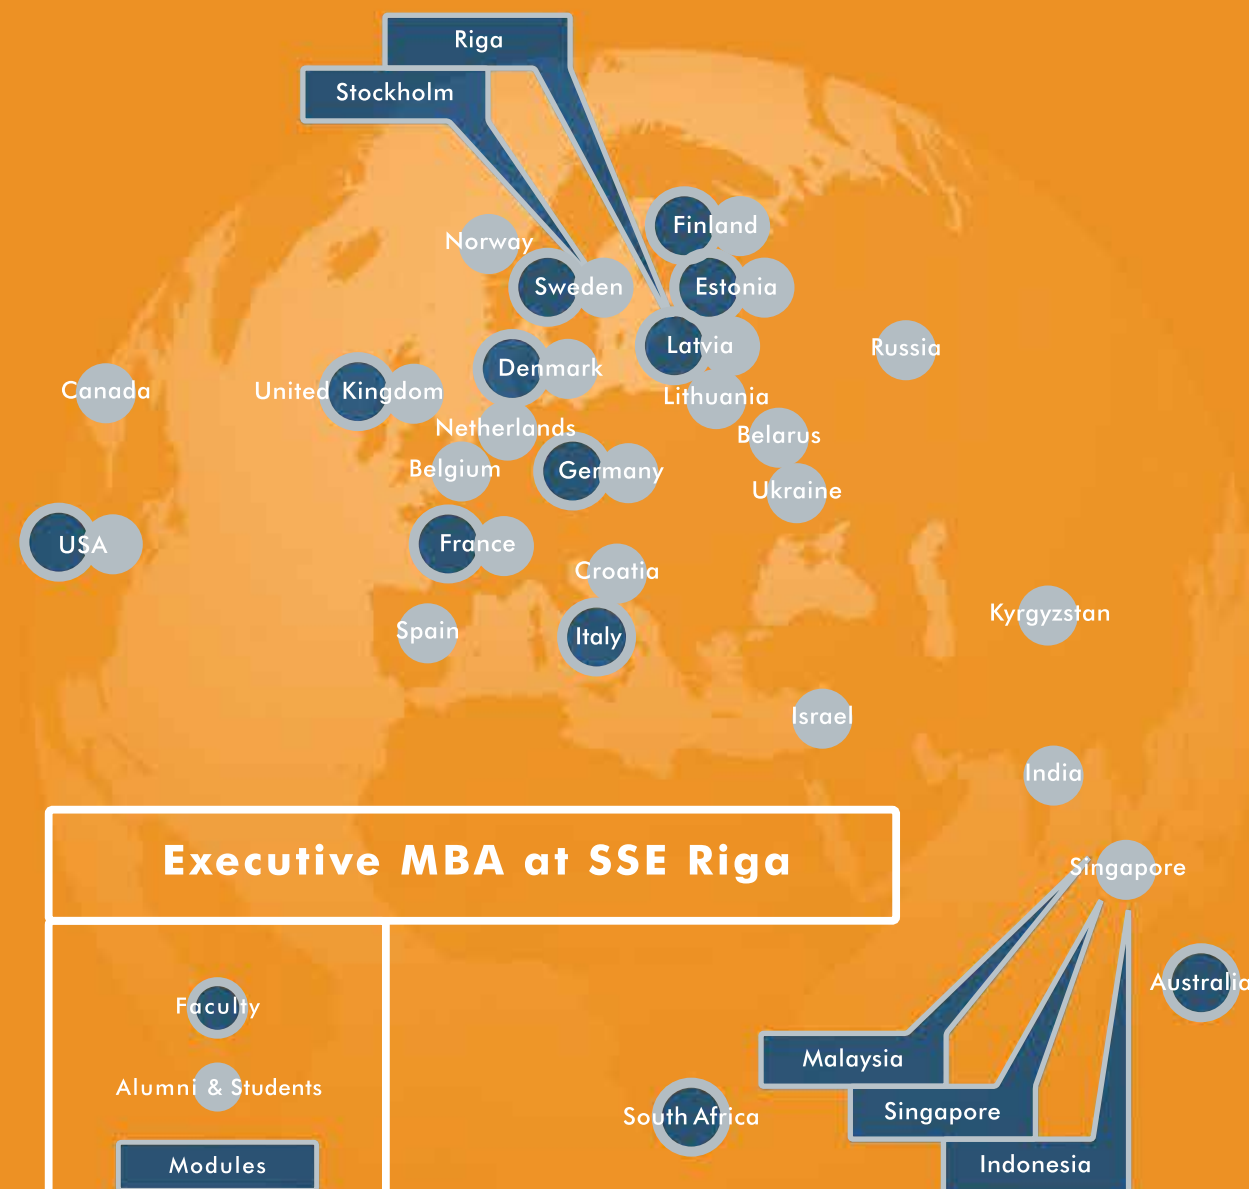 Riga
Stockholm
Finland
Norway
Sweden
Estonia
Latvia
Russia
Denmark
Canada
United Kingdom
Lithuania
Netherlands
Belarus
Belgium
Germany
Ukraine
USA
France
Croatia
Kyrgyzstan
Spain
Italy
Israel
India
Executive MBA at SSE Riga
Singapore
Australia
Faculty
Malaysia
Alumni & Students
Singapore
South Africa
Modules
Indonesia